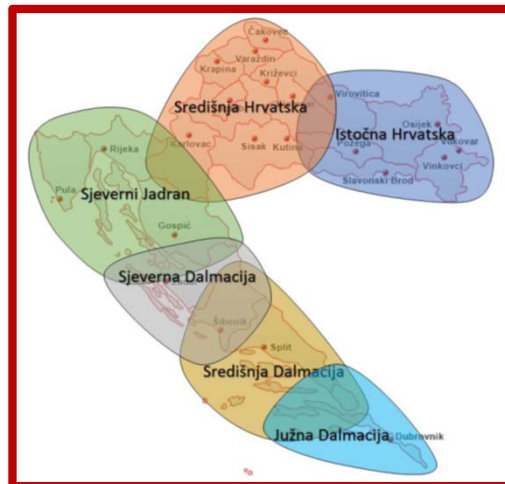 Čakovec
Varaždin
Krapina
Križevci
Središnja Hrvatska
Virovitica
Osijek
Istočna Hrvatska
Vukovar
Karlovac
Sisak
Kutina
Požega
Vinkovci
Slavonski Brod
Rijeka
Sjeverni Jadran
Pula
Gospić
Sjeverna Dalmacija
Šibenik
Split
Središnja Dalmacija
Južna Dalmacija
Dubrovnik